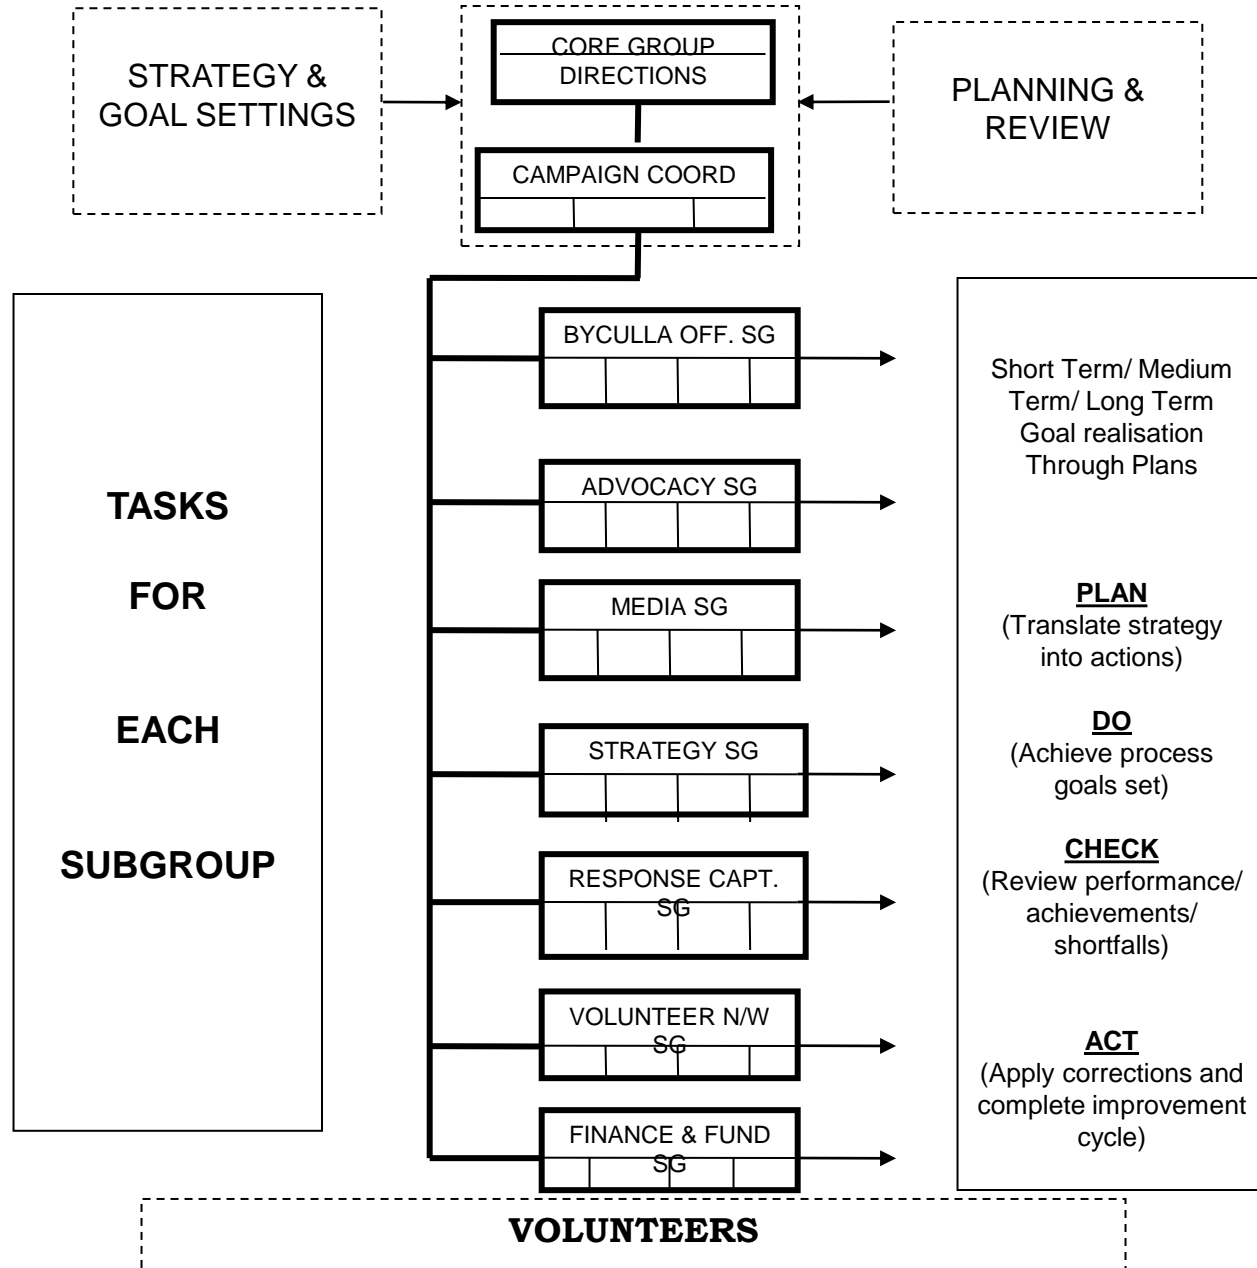 STRATEGY &
GOAL SETTINGS
CORE GROUP
DIRECTIONS
PLANNING &
REVIEW
CAMPAIGN COORD
TASKS
FOR
EACH
SUBGROUP
BYCULLA OFF. SG
ADVOCACY SG
MEDIA SG
STRATEGY SG
RESPONSE CAPT.
SG
VOLUNTEER N/W
SG
FINANCE & FUND
SG
Short Term/ Medium
Term/ Long Term
Goal realisation
Through Plans
PLAN
(Translate strategy
into actions)
DO
(Achieve process
goals set)
CHECK
(Review performance/
achievements/
shortfalls)
ACT
(Apply corrections and
complete improvement
cycle)
VOLUNTEERS